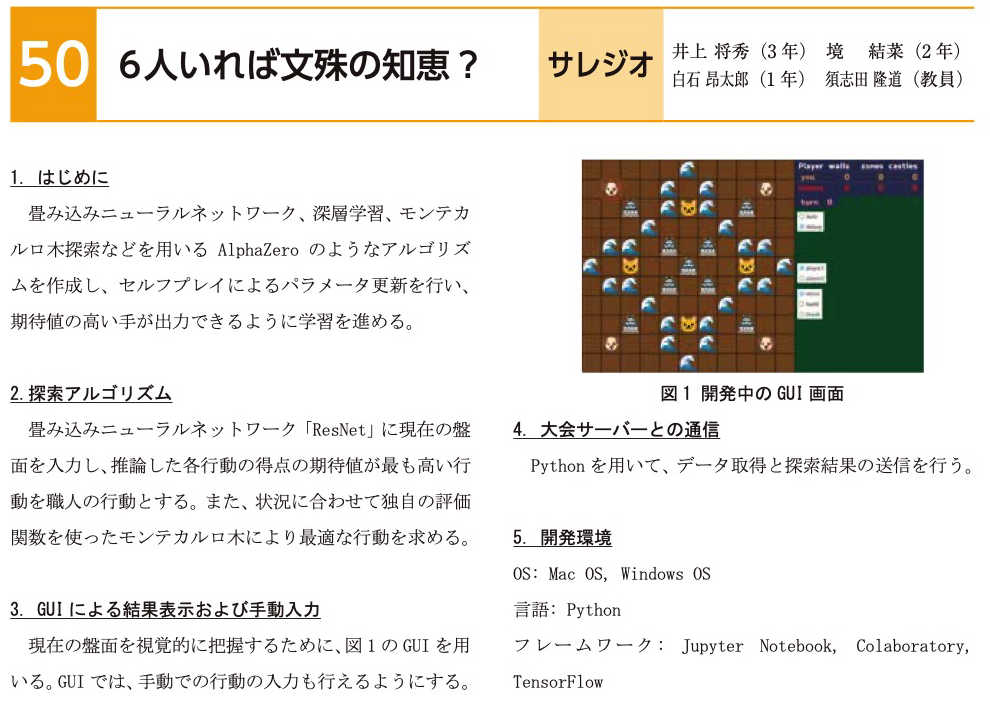 50
6人いれば文殊の知恵？
サレジオ
井上 将秀（3年） 境 結菜（2年）
白石 昂太郎（1年） 須志田 隆道（教員）
1. はじめに
畳み込みニューラルネットワーク、深層学習、モンテカ
ルロ木探索などを用いる AlphaZero のようなアルゴリズ
ムを作成し、セルフプレイによるパラメータ更新を行い、
期待値の高い手が出力できるように学習を進める。
2.探索アルゴリズム
畳み込みニューラルネットワーク「ResNet」に現在の盤
面を入力し、推論した各行動の得点の期待値が最も高い行
動を職人の行動とする。また、状況に合わせて独自の評価
関数を使ったモンテカルロ木により最適な行動を求める。
3. GUI による結果表示および手動入力
現在の盤面を視覚的に把握するために、図1の GUI を用
いる。GUI では、手動での行動の入力も行えるようにする。
Player walls zones castles
you 0 0 0
0 0 0
turn 0
図1 開発中の GUI 画面
4. 大会サーバーとの通信
Python を用いて、データ取得と探索結果の送信を行う。
5. 開発環境
OS: Mac OS, Windows OS
言語: Python
フレームワーク: Jupyter Notebook, Colaboratory,
TensorFlow